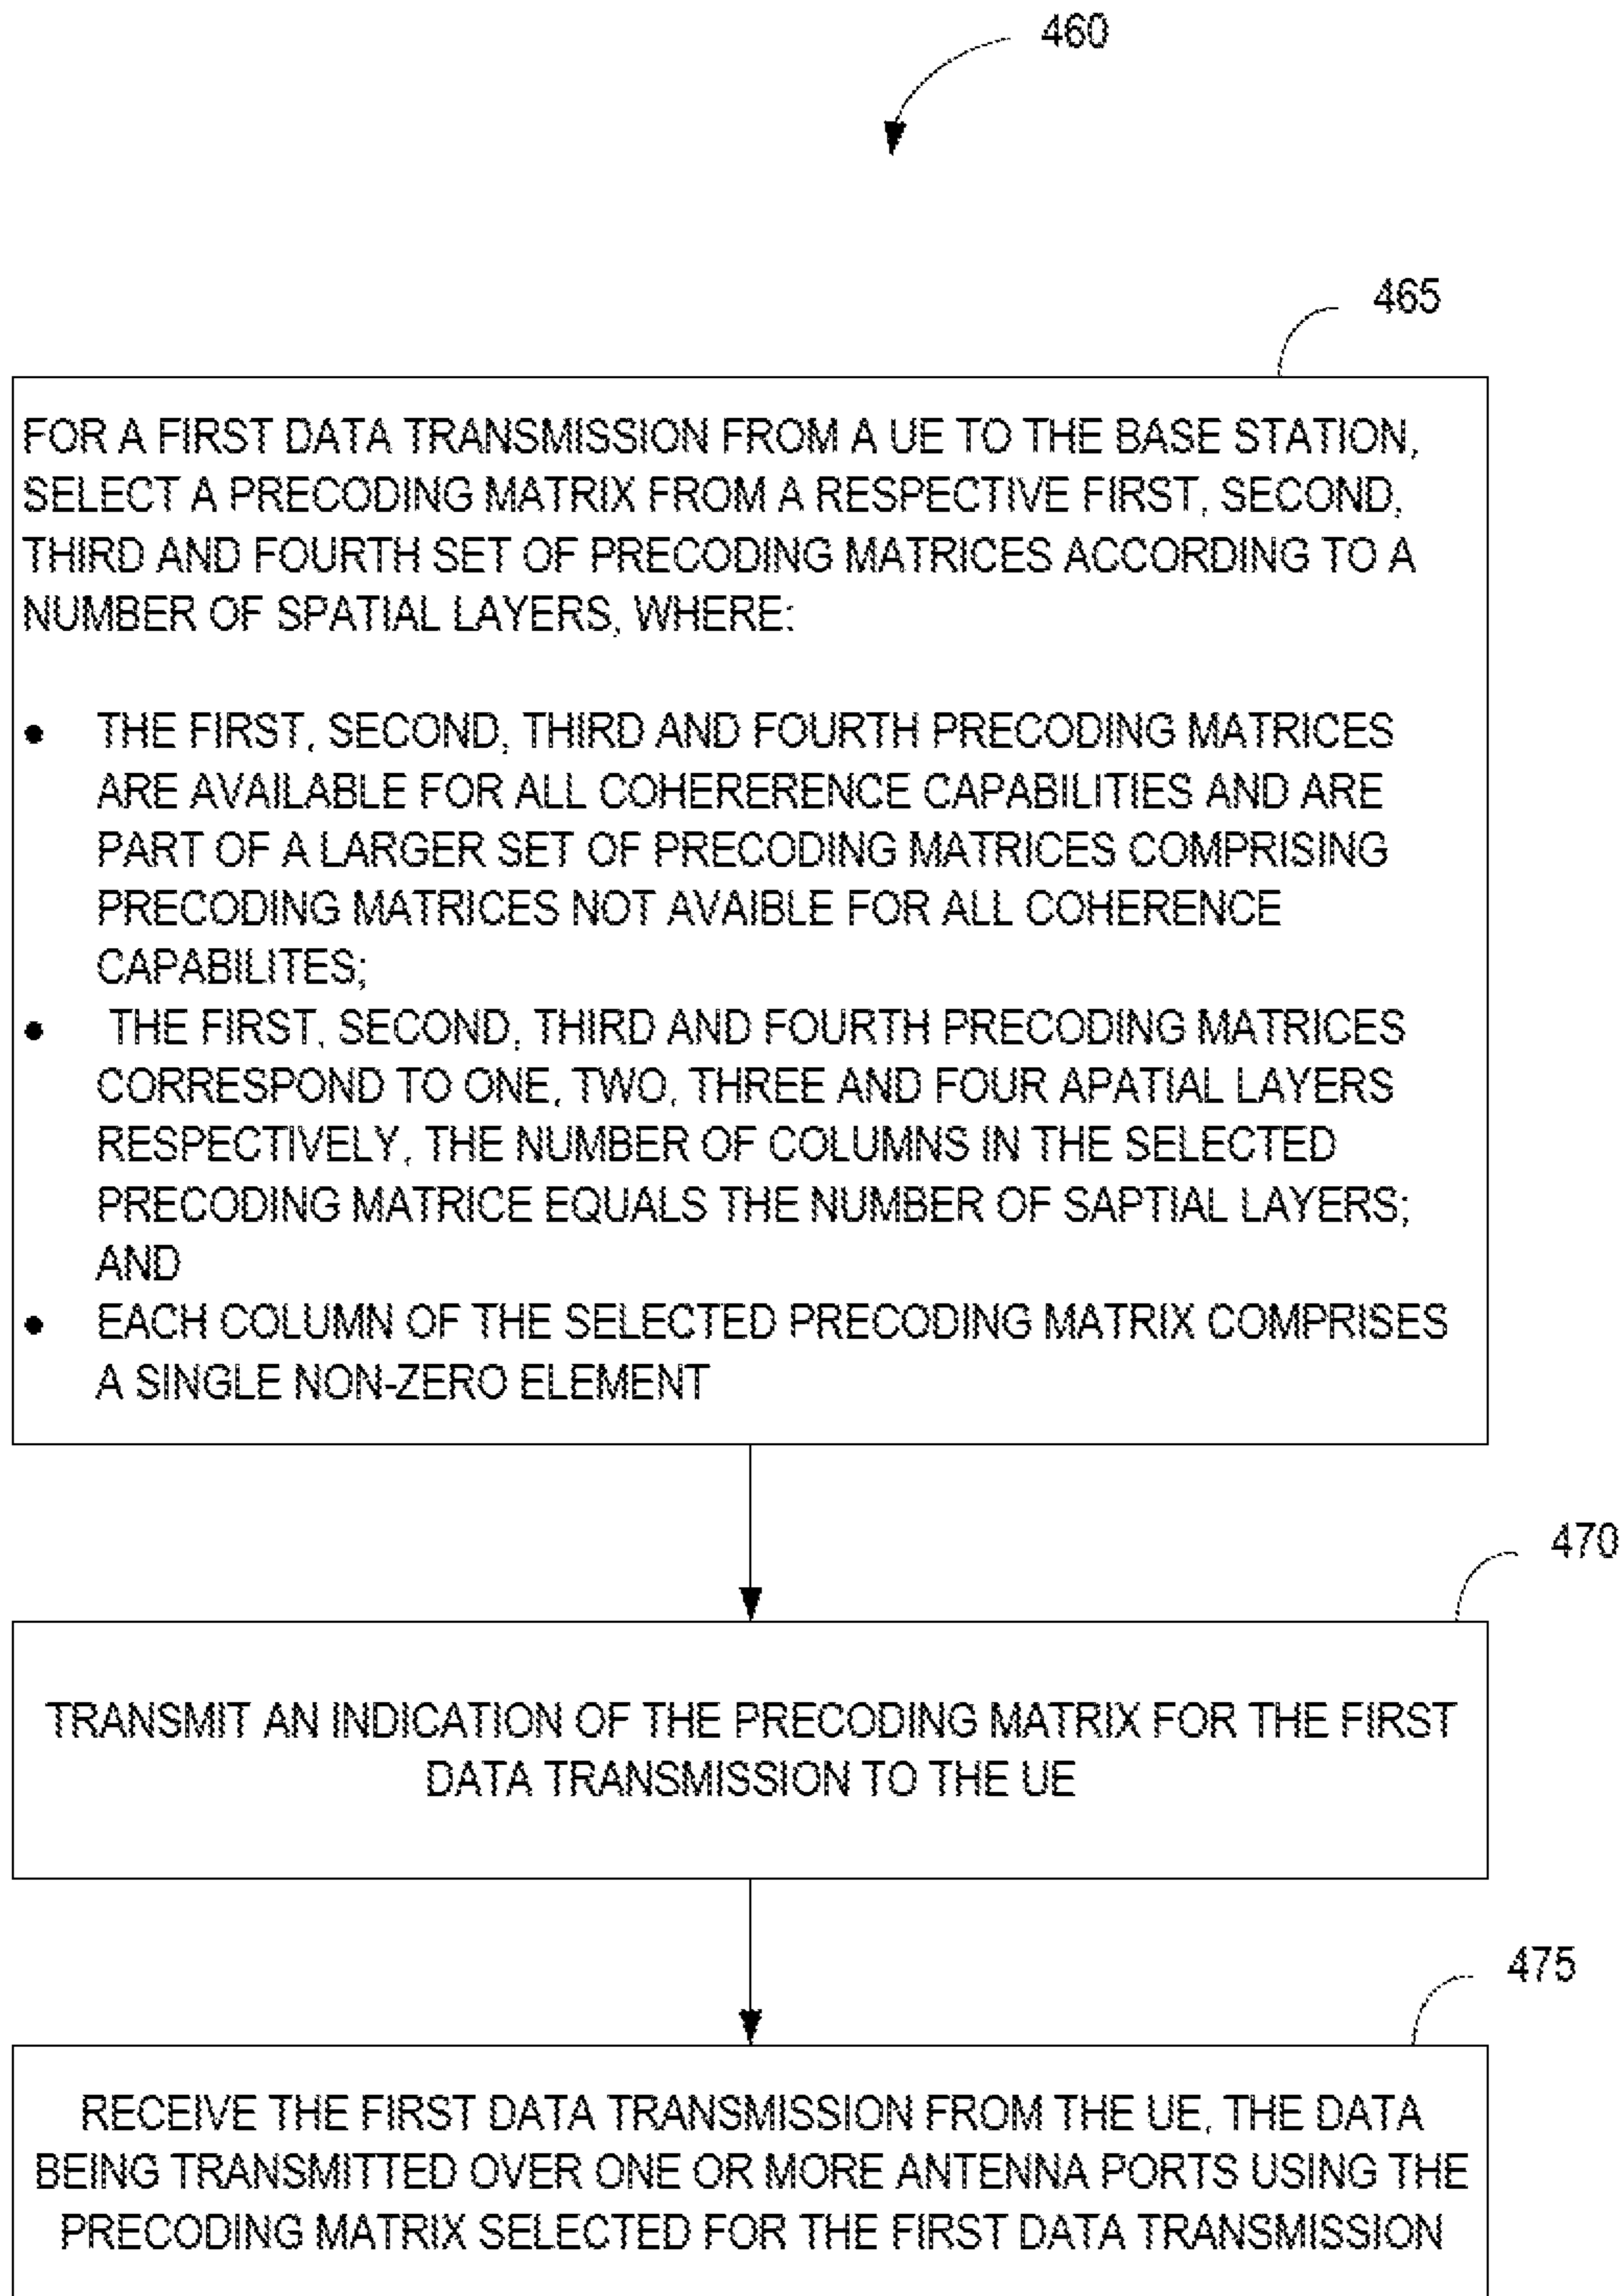 460
465
FOR A FIRST DATA TRANSMISSION FROM A UE TO THE BASE STATION,
SELECT A PRECODING MATRIX FROM A RESPECTIVE FIRST, SECOND,
THIRD AND FOURTH SET OF PRECODING MATRICES ACCORDING TO A
NUMBER OF SPATIAL LAYERS, WHERE:
• THE FIRST, SECOND, THIRD AND FOURTH PRECODING MATRICES
ARE AVAILABLE FOR ALL COHERERENCE CAPABILITIES AND ARE
PART OF A LARGER SET OF PRECODING MATRICES COMPRISING
PRECODING MATRICES NOT AVAIBLE FOR ALL COHERENCE
CAPABILITES;
• THE FIRST, SECOND, THIRD AND FOURTH PRECODING MATRICES
CORRESPOND TO ONE, TWO, THREE AND FOUR APATIAL LAYERS
RESPECTIVELY, THE NUMBER OF COLUMNS IN THE SELECTED
PRECODING MATRICE EQUALS THE NUMBER OF SAPTIAL LAYERS;
AND
• EACH COLUMN OF THE SELECTED PRECODING MATRIX COMPRISES
A SINGLE NON-ZERO ELEMENT
470
TRANSMIT AN INDICATION OF THE PRECODING MATRIX FOR THE FIRST
DATA TRANSMISSION TO THE UE
475
RECEIVE THE FIRST DATA TRANSMISSION FROM THE UE, THE DATA
BEING TRANSMITTED OVER ONE OR MORE ANTENNA PORTS USING THE
PRECODING MATRIX SELECTED FOR THE FIRST DATA TRANSMISSION